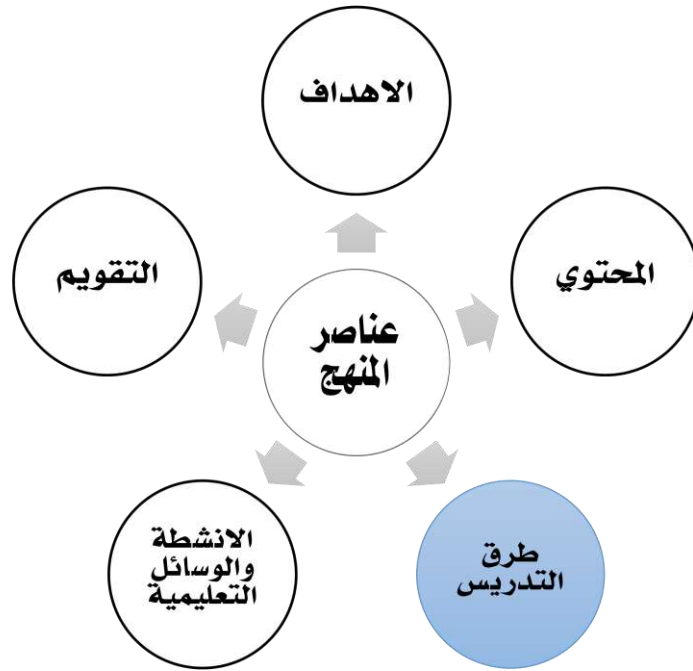 الاهداف
المحتوي
التقويم
عناصر
المنهج
طرق
التدريس
الانشطة
والوسائل
التعليمية